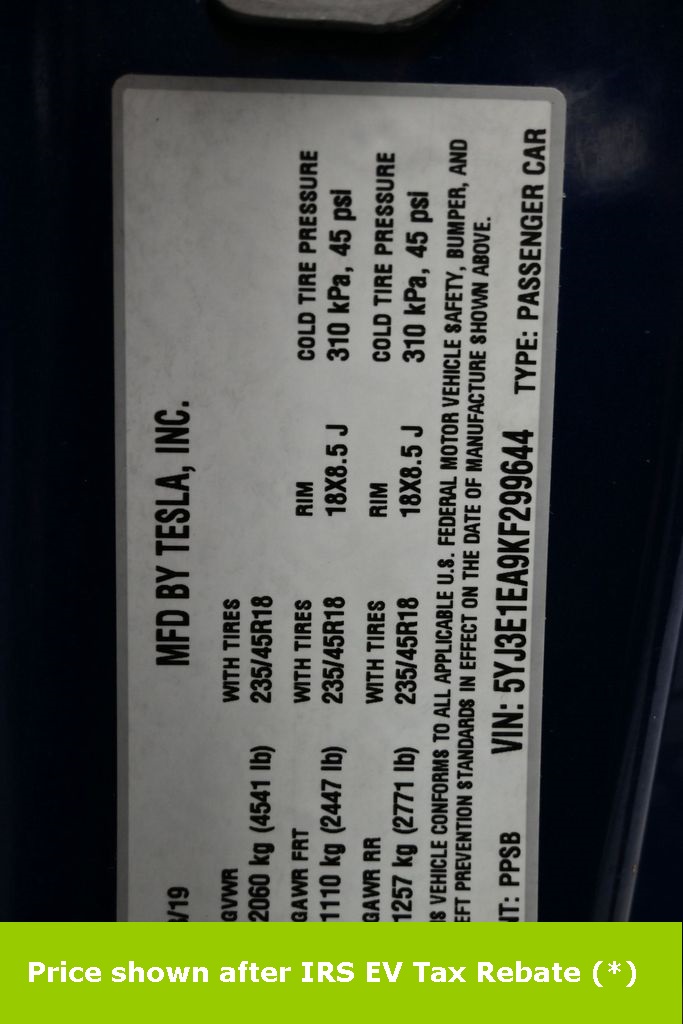 MFD BY TESLA, INC.
/19
GVWR WITH TIRES
2060 kg (4541 lb) 235/45R18
GAWR FRT WITH TIRES RIM COLD TIRE PRESSURE
1110 kg (2447 lb) 235/45R18 18X8.5 J 310 kPa, 45 psi
GAWR RR WITH TIRES RIM COLD TIRE PRESSURE
1257 kg (2771 lb) 235/45R18 18X8.5 J 310 kPa, 45 psi
S VEHICLE CONFORMS TO ALL APPLICABLE U.S. FEDERAL MOTOR VEHICLE SAFETY, BUMPER, AND
EFT PREVENTION STANDARDS IN EFFECT ON THE DATE OF MANUFACTURE SHOWN ABOVE.
NT: PPSB VIN: 5YJ3E1EA9KF299644 TYPE: PASSENGER CAR
Price shown after IRS EV Tax Rebate (*)